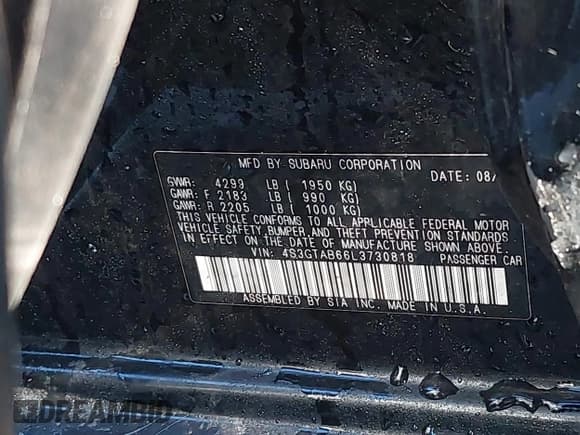 MFD BY SUBARU CORPORATION DATE: 08/
GVWR: 4299 LB ( 1950 KG)
GAWR: F 2183 LB ( 990 KG)
GAWR: R 2205 LB ( 1000 KG)
THIS VEHICLE CONFORMS TO ALL APPLICABLE FEDERAL MOTOR
VEHICLE SAFETY, BUMPER, AND THEFT PREVENTION STANDARDS
IN EFFECT ON THE DATE OF MANUFACTURE SHOWN ABOVE.
VIN: 4S3GTAB66L3730818 PASSENGER CAR
ASSEMBLED BY SIA INC. MADE IN U.S.A.
DREAMBID